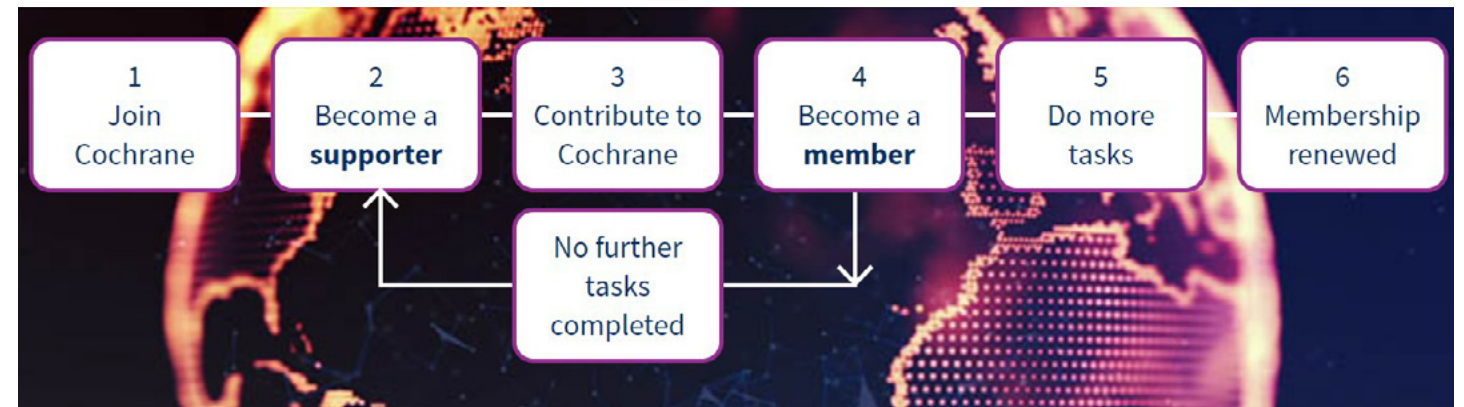 1
Join
Cochrane
2
Become a
supporter
3
Contribute to
Cochrane
4
Become a
member
5
Do more
tasks
6
Membership
renewed
No further
tasks
completed